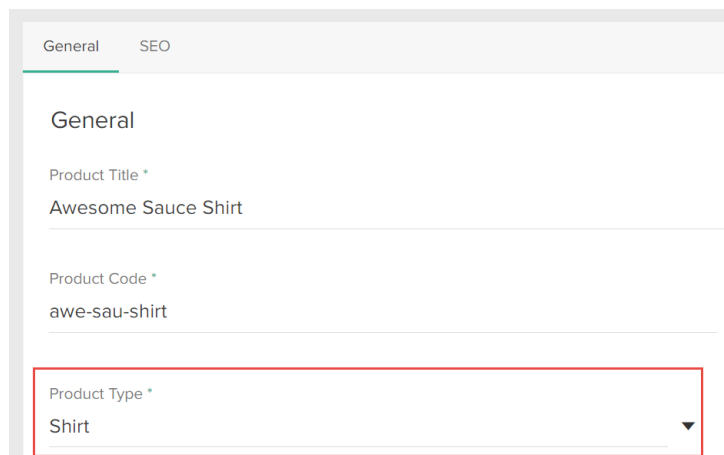 General SEO
General
Product Title *
Awesome Sauce Shirt
Product Code *
awe-sau-shirt
Product Type *
Shirt